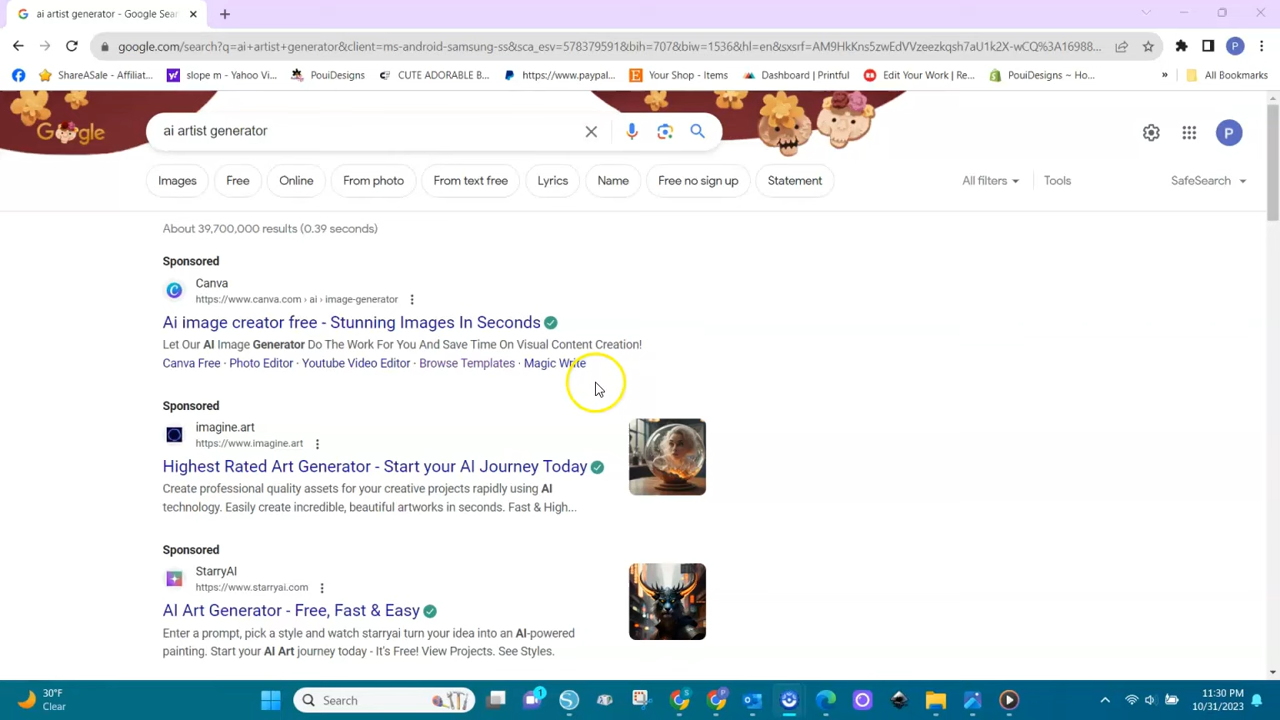 ai artist generator - Google Sear
google.com/search?q=ai+artist+generator&client=ms-android-samsung-ss&sca_esv=578379591&bih=707&biw=1536&hl=en&sxsrf=AM9HkKns5zwEdVVzeezkqsh7aU1k2X-wCQ%3A16988...
ShareASale - Affiliat...
slope m - Yahoo Vi...
PouiDesigns
CUTE ADORABLE B...
https://www.paypal...
Your Shop - Items
Dashboard | Printful
Edit Your Work | Re...
PouiDesigns ~ Ho...
»
All Bookmarks
Google
ai artist generator
P
Images
Free
Online
From photo
From text free
Lyrics
Name
Free no sign up
Statement
All filters
Tools
SafeSearch
About 39,700,000 results (0.39 seconds)
Sponsored
Canva
https://www.canva.com › ai › image-generator
Ai image creator free - Stunning Images In Seconds
Let Our AI Image Generator Do The Work For You And Save Time On Visual Content Creation!
Canva Free · Photo Editor · Youtube Video Editor · Browse Templates · Magic Write
Sponsored
imagine.art
https://www.imagine.art
Highest Rated Art Generator - Start your AI Journey Today
Create professional quality assets for your creative projects rapidly using AI
technology. Easily create incredible, beautiful artworks in seconds. Fast & High...
Sponsored
StarryAI
https://www.starryai.com
AI Art Generator - Free, Fast & Easy
Enter a prompt, pick a style and watch starryai turn your idea into an AI-powered
painting. Start your AI Art journey today - It's Free! View Projects. See Styles.
30°F
Clear
Search
11:30 PM
10/31/2023